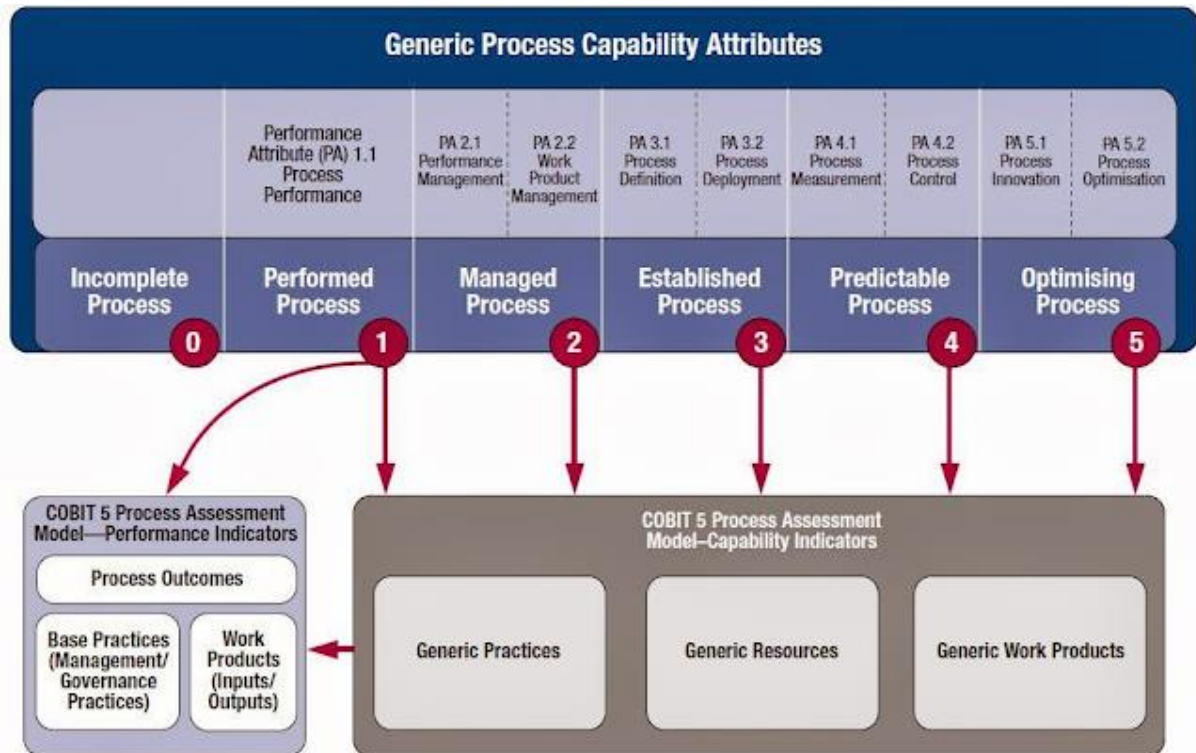 Generic Process Capability Attributes
Performance
Attribute (PA) 1.1
Process
Performance
PA 2.1
Performance
Management
PA 2.2
Work
Product
Management
PA 3.1
Process
Definition
PA 3.2
Process
Deployment
PA 4.1
Process
Measurement
PA 4.2
Process
Control
PA 5.1
Process
Innovation
PA 5.2
Process
Optimisation
Incomplete
Process
0
Performed
Process
1
Managed
Process
2
Established
Process
3
Predictable
Process
4
Optimising
Process
5
COBIT 5 Process Assessment
Model—Performance Indicators
Process Outcomes
Base Practices
(Management/
Governance
Practices)
Work
Products
(Inputs/
Outputs)
COBIT 5 Process Assessment
Model–Capability Indicators
Generic Practices
Generic Resources
Generic Work Products